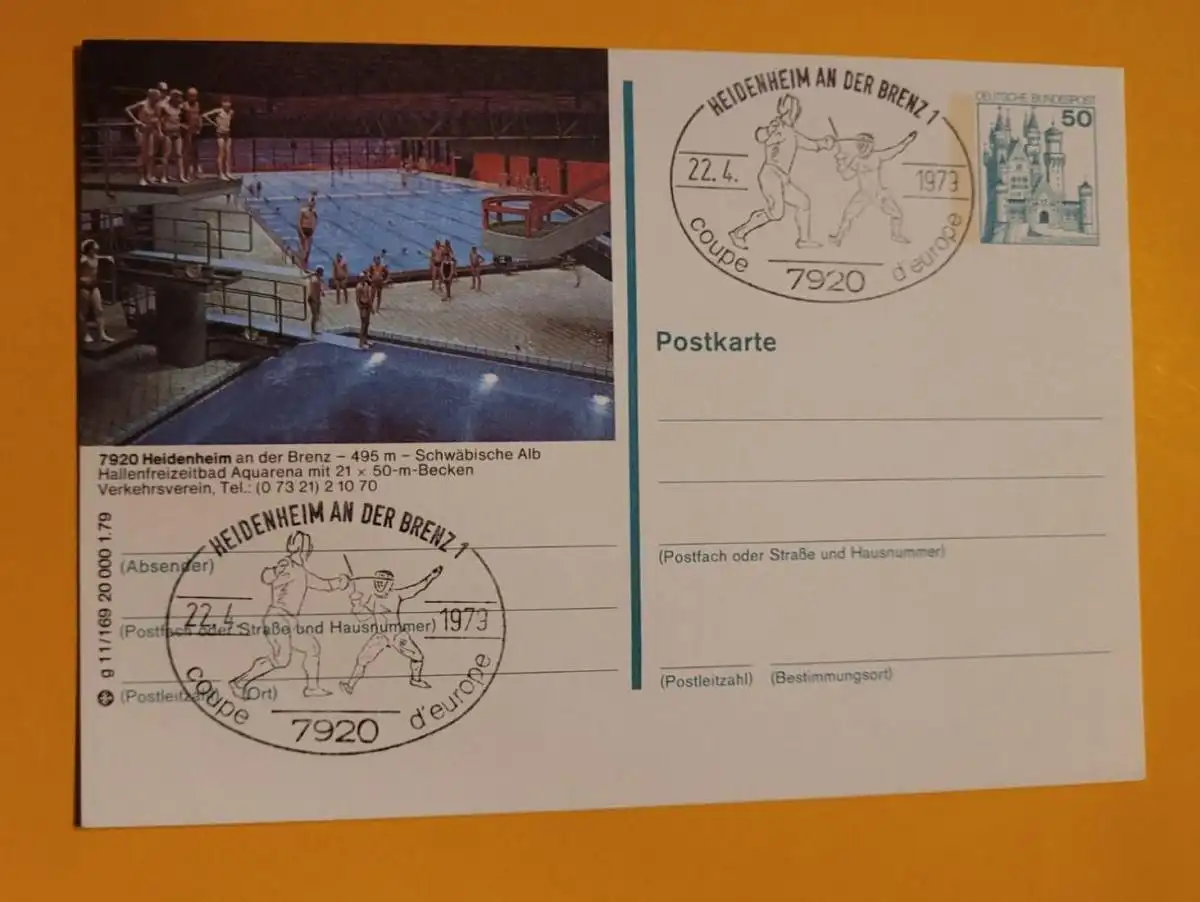 HEIDENHEIM AN DER BRENZ 1
22.4. 1979
coupe d'europe
7920
DEUTSCHE BUNDESPOST
50
Postkarte
(Postfach oder Straße und Hausnummer)
(Postleitzahl) (Bestimmungsort)
7920 Heidenheim an der Brenz – 495 m – Schwäbische Alb
Hallenfreizeitbad Aquarena mit 21 × 50-m-Becken
Verkehrsverein, Tel.: (0 73 21) 2 10 70
g 11/169 20 000 1.79
HEIDENHEIM AN DER BRENZ 1
(Absender)
22.4. 1979
(Postfach oder Straße und Hausnummer)
(Postleitzahl) (Ort)
coupe d'europe
7920